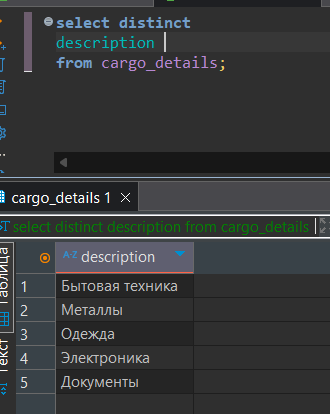 select distinct
description
from cargo_details;
cargo_details 1
select distinct description from cargo_details
Таблица
Текст
A-Z description
1 Бытовая техника
2 Металлы
3 Одежда
4 Электроника
5 Документы